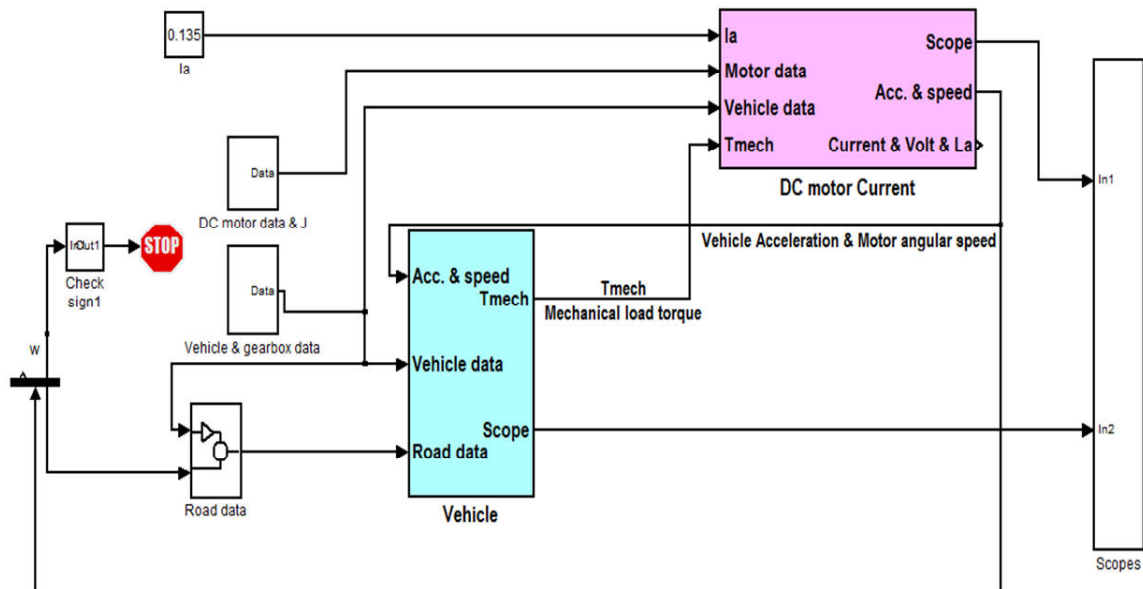 0.135
Ia
Ia
Motor data
Vehicle data
Tmech
Scope
Acc. & speed
Current & Volt & La
DC motor Current
Data
DC motor data & J
In1
In2
Scopes
InOut1
Check
sign1
STOP
Data
Vehicle & gearbox data
w
Road data
Acc. & speed
Tmech
Vehicle data
Scope
Road data
Vehicle
Tmech
Mechanical load torque
Vehicle Acceleration & Motor angular speed